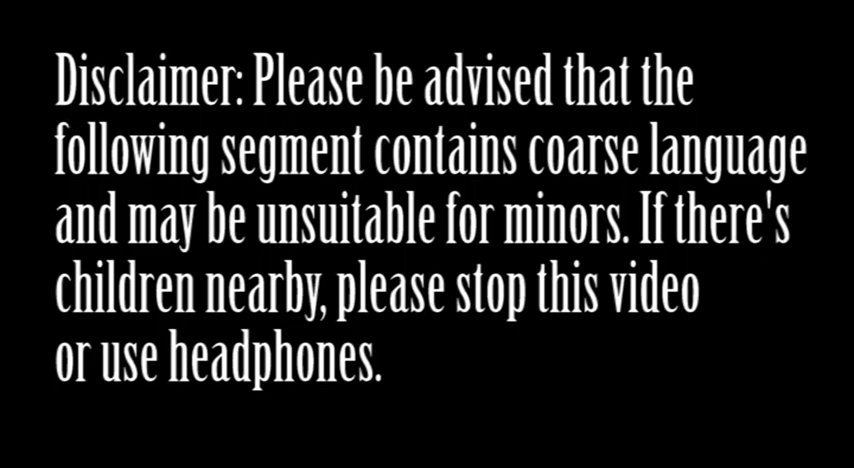 Disclaimer: Please be advised that the
following segment contains coarse language
and may be unsuitable for minors. If there's
children nearby, please stop this video
or use headphones.